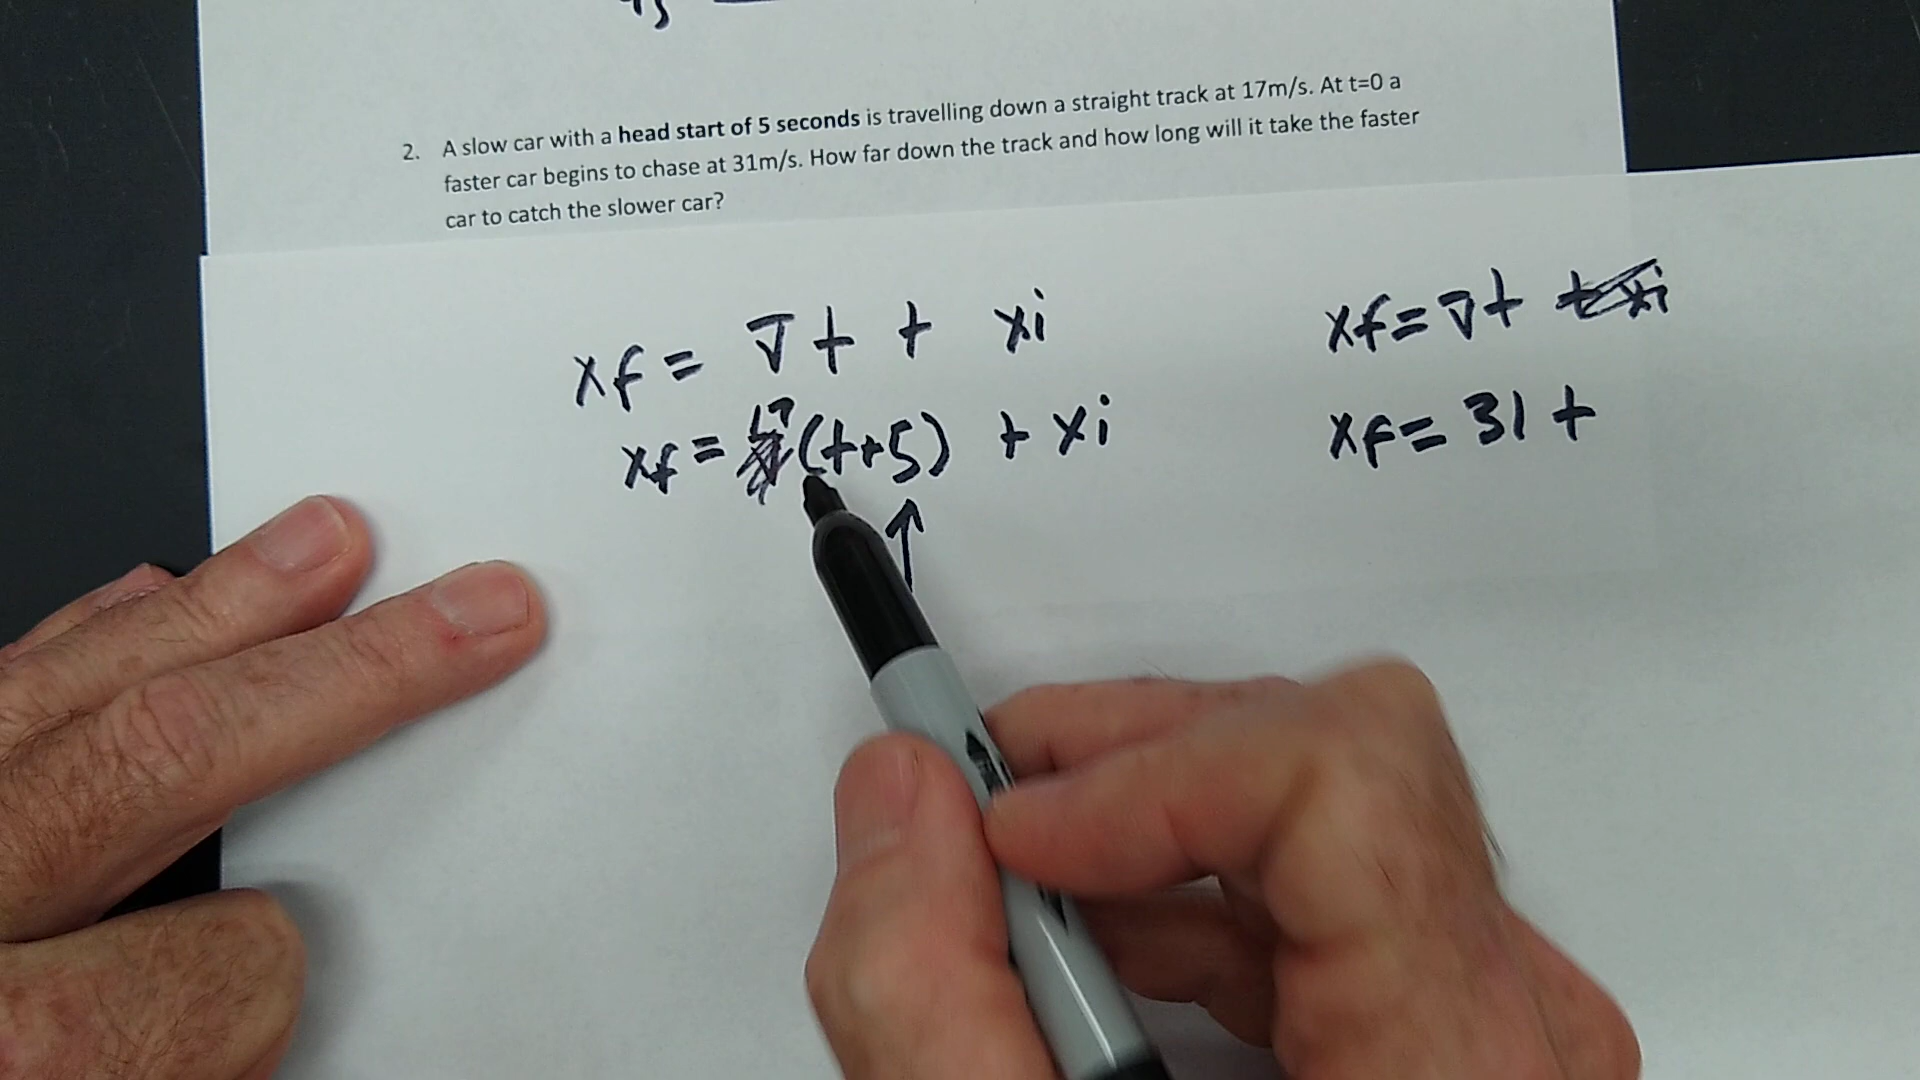 2. A slow car with a head start of 5 seconds is travelling down a straight track at 17m/s. At t=0 a
faster car begins to chase at 31m/s. How far down the track and how long will it take the faster
car to catch the slower car?
xf = v̅t + xi
xf = 17(t+5) + xi
xf = v̅t + xi
xf = 31t